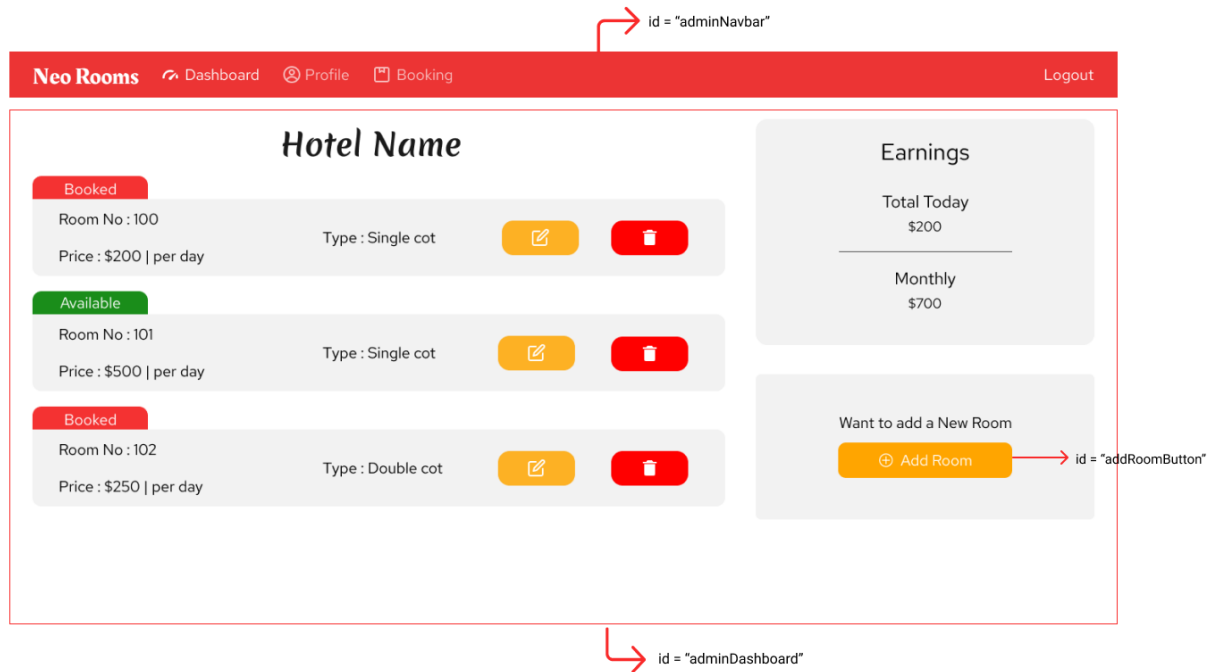 id = “adminNavbar”
Neo Rooms Dashboard Profile Booking Logout
Hotel Name
Booked
Room No : 100
Type : Single cot
Price : $200 | per day
Available
Room No : 101
Type : Single cot
Price : $500 | per day
Booked
Room No : 102
Type : Double cot
Price : $250 | per day
Earnings
Total Today
$200
Monthly
$700
Want to add a New Room
Add Room
id = “addRoomButton”
id = “adminDashboard”